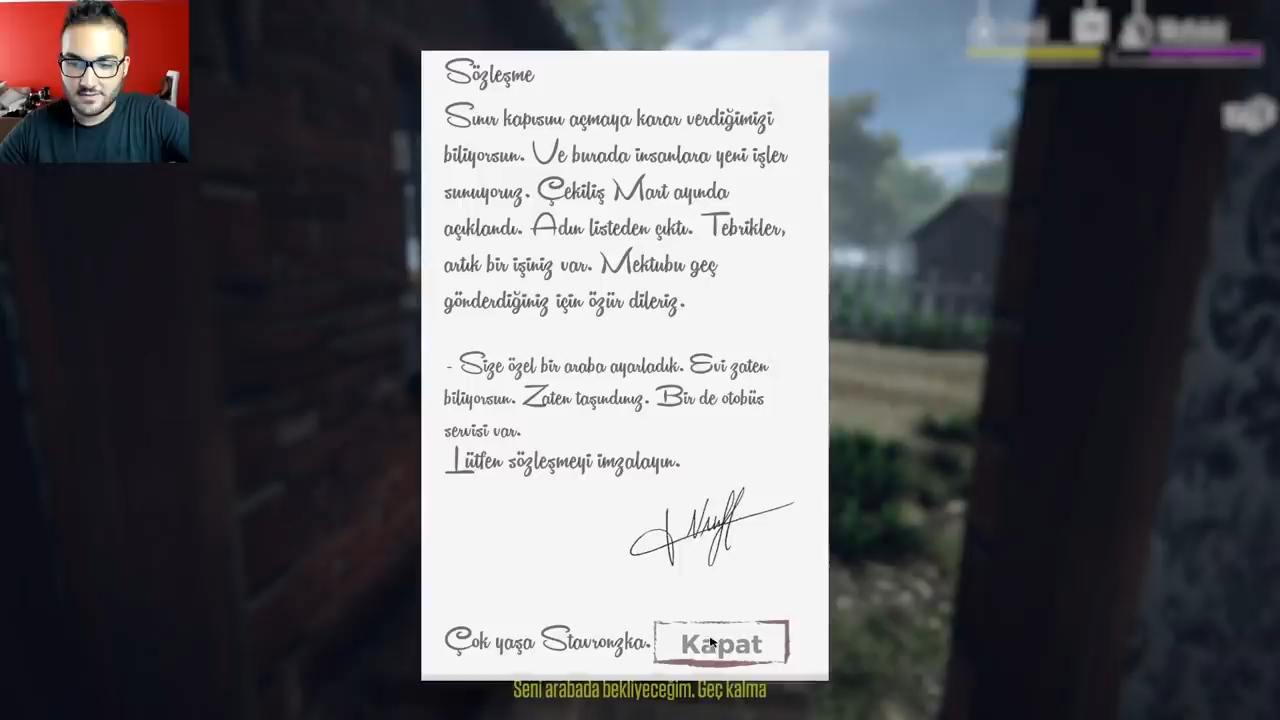 Sözleşme
Sınır kapısını açmaya karar verdiğimizi
biliyorsun. Ve burada insanlara yeni işler
sunuyoruz. Çekiliş Mart ayında
açıklandı. Adın listeden çıktı. Tebrikler,
artık bir işiniz var. Mektubu geç
gönderdiğiniz için özür dileriz.
- Size özel bir araba ayarladık. Evi zaten
biliyorsun. Zaten taşındınız. Bir de otobüs
servisi var.
Lütfen sözleşmeyi imzalayın.
Çok yaşa Stavronzka.
Kapat
Seni arabada bekliyeceğim. Geç kalma